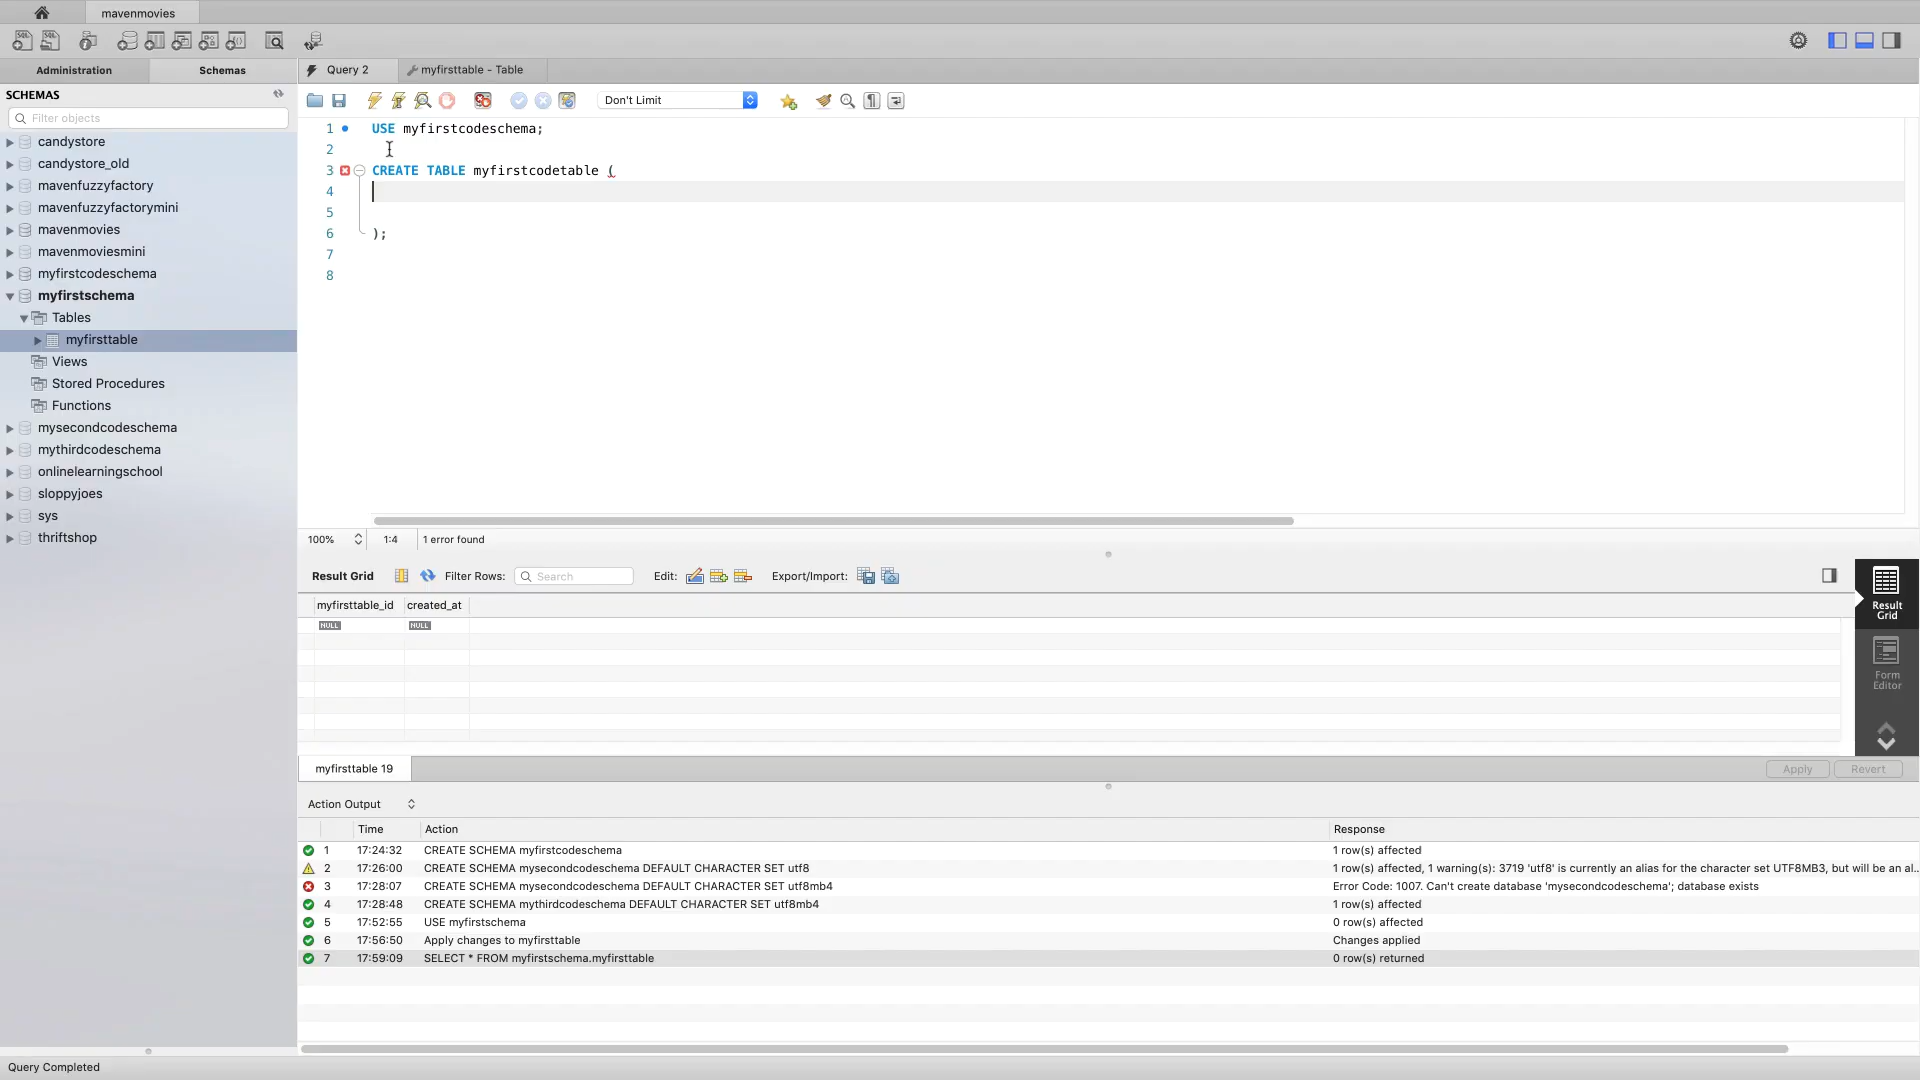 mavenmovies
Administration
Schemas
Query 2
myfirsttable - Table
SCHEMAS
Filter objects
candystore
candystore_old
mavenfuzzyfactory
mavenfuzzyfactorymini
mavenmovies
mavenmoviesmini
myfirstcodeschema
myfirstschema
Tables
myfirsttable
Views
Stored Procedures
Functions
mysecondcodeschema
mythirdcodeschema
onlinelearningschool
sloppyjoes
sys
thriftshop
Don't Limit
1 USE myfirstcodeschema;
2
3 CREATE TABLE myfirstcodetable (
4
5
6 );
7
8
100% 1:4 1 error found
Result Grid Filter Rows: Search Edit: Export/Import:
myfirsttable_id created_at
NULL NULL
Result
Grid
Form
Editor
myfirsttable 19
Apply Revert
Action Output
Time Action Response
1 17:24:32 CREATE SCHEMA myfirstcodeschema 1 row(s) affected
2 17:26:00 CREATE SCHEMA mysecondcodeschema DEFAULT CHARACTER SET utf8 1 row(s) affected, 1 warning(s): 3719 'utf8' is currently an alias for the character set UTF8MB3, but will be an al...
3 17:28:07 CREATE SCHEMA mysecondcodeschema DEFAULT CHARACTER SET utf8mb4 Error Code: 1007. Can't create database 'mysecondcodeschema'; database exists
4 17:28:48 CREATE SCHEMA mythirdcodeschema DEFAULT CHARACTER SET utf8mb4 1 row(s) affected
5 17:52:55 USE myfirstschema 0 row(s) affected
6 17:56:50 Apply changes to myfirsttable Changes applied
7 17:59:09 SELECT * FROM myfirstschema.myfirsttable 0 row(s) returned
Query Completed